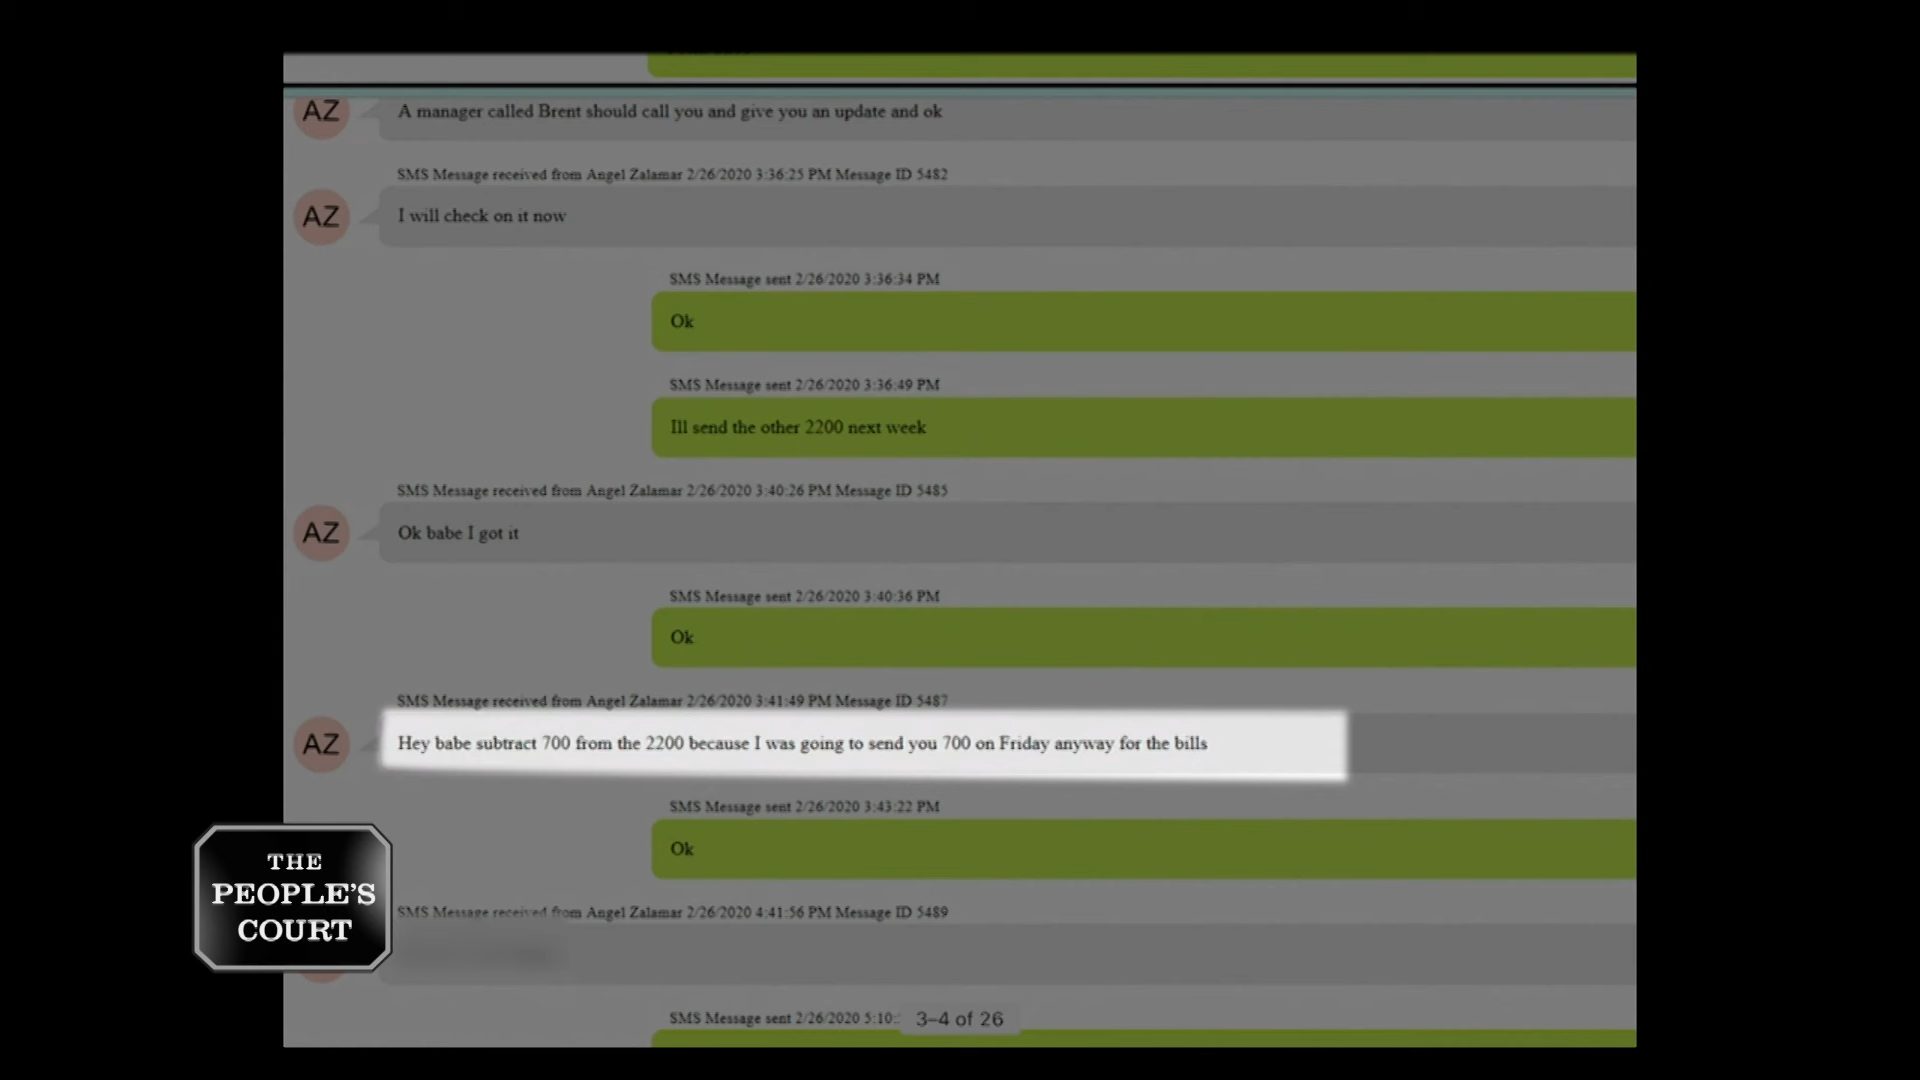 AZ
A manager called Brent should call you and give you an update and ok
SMS Message received from Angel Zalamar 2/26/2020 3:36:25 PM Message ID 5482
AZ
I will check on it now
SMS Message sent 2/26/2020 3:36:34 PM
Ok
SMS Message sent 2/26/2020 3:36:49 PM
Ill send the other 2200 next week
SMS Message received from Angel Zalamar 2/26/2020 3:40:26 PM Message ID 5485
AZ
Ok babe I got it
SMS Message sent 2/26/2020 3:40:36 PM
Ok
SMS Message received from Angel Zalamar 2/26/2020 3:41:49 PM Message ID 5487
AZ
Hey babe subtract 700 from the 2200 because I was going to send you 700 on Friday anyway for the bills
SMS Message sent 2/26/2020 3:43:22 PM
Ok
SMS Message received from Angel Zalamar 2/26/2020 4:41:56 PM Message ID 5489
THE
PEOPLE'S
COURT
SMS Message sent 2/26/2020 5:10:
3–4 of 26